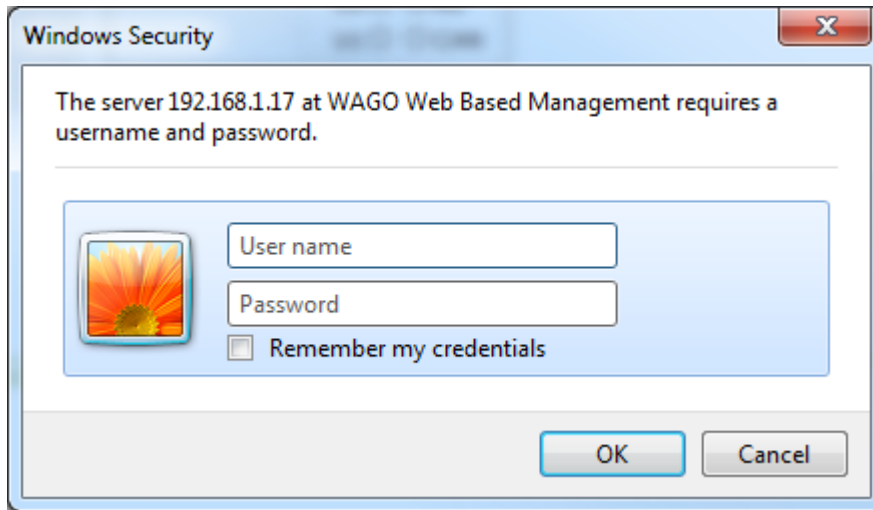 Windows Security
The server 192.168.1.17 at WAGO Web Based Management requires a
username and password.
User name
Password
Remember my credentials
OK
Cancel